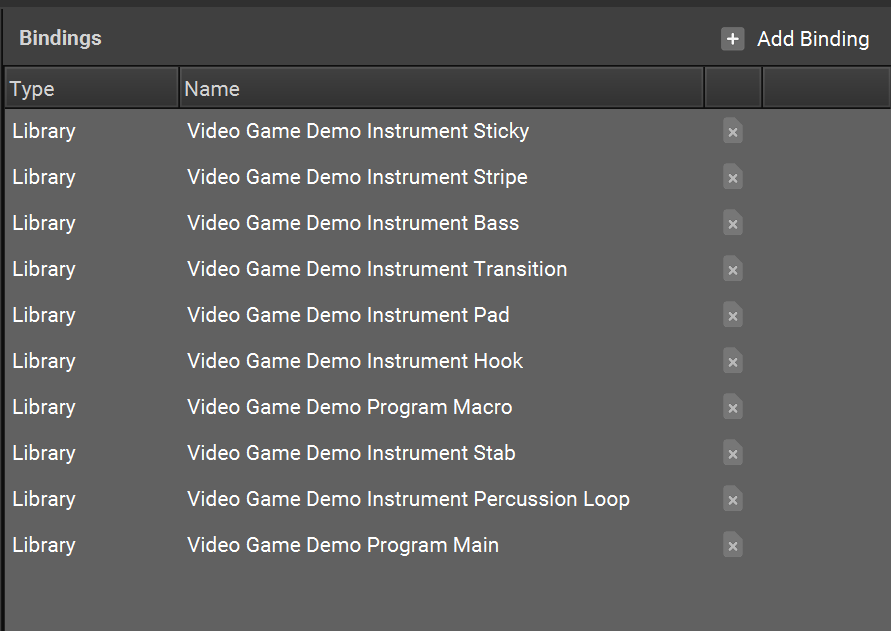 Bindings
+ Add Binding
Type Name
Library Video Game Demo Instrument Sticky
Library Video Game Demo Instrument Stripe
Library Video Game Demo Instrument Bass
Library Video Game Demo Instrument Transition
Library Video Game Demo Instrument Pad
Library Video Game Demo Instrument Hook
Library Video Game Demo Program Macro
Library Video Game Demo Instrument Stab
Library Video Game Demo Instrument Percussion Loop
Library Video Game Demo Program Main